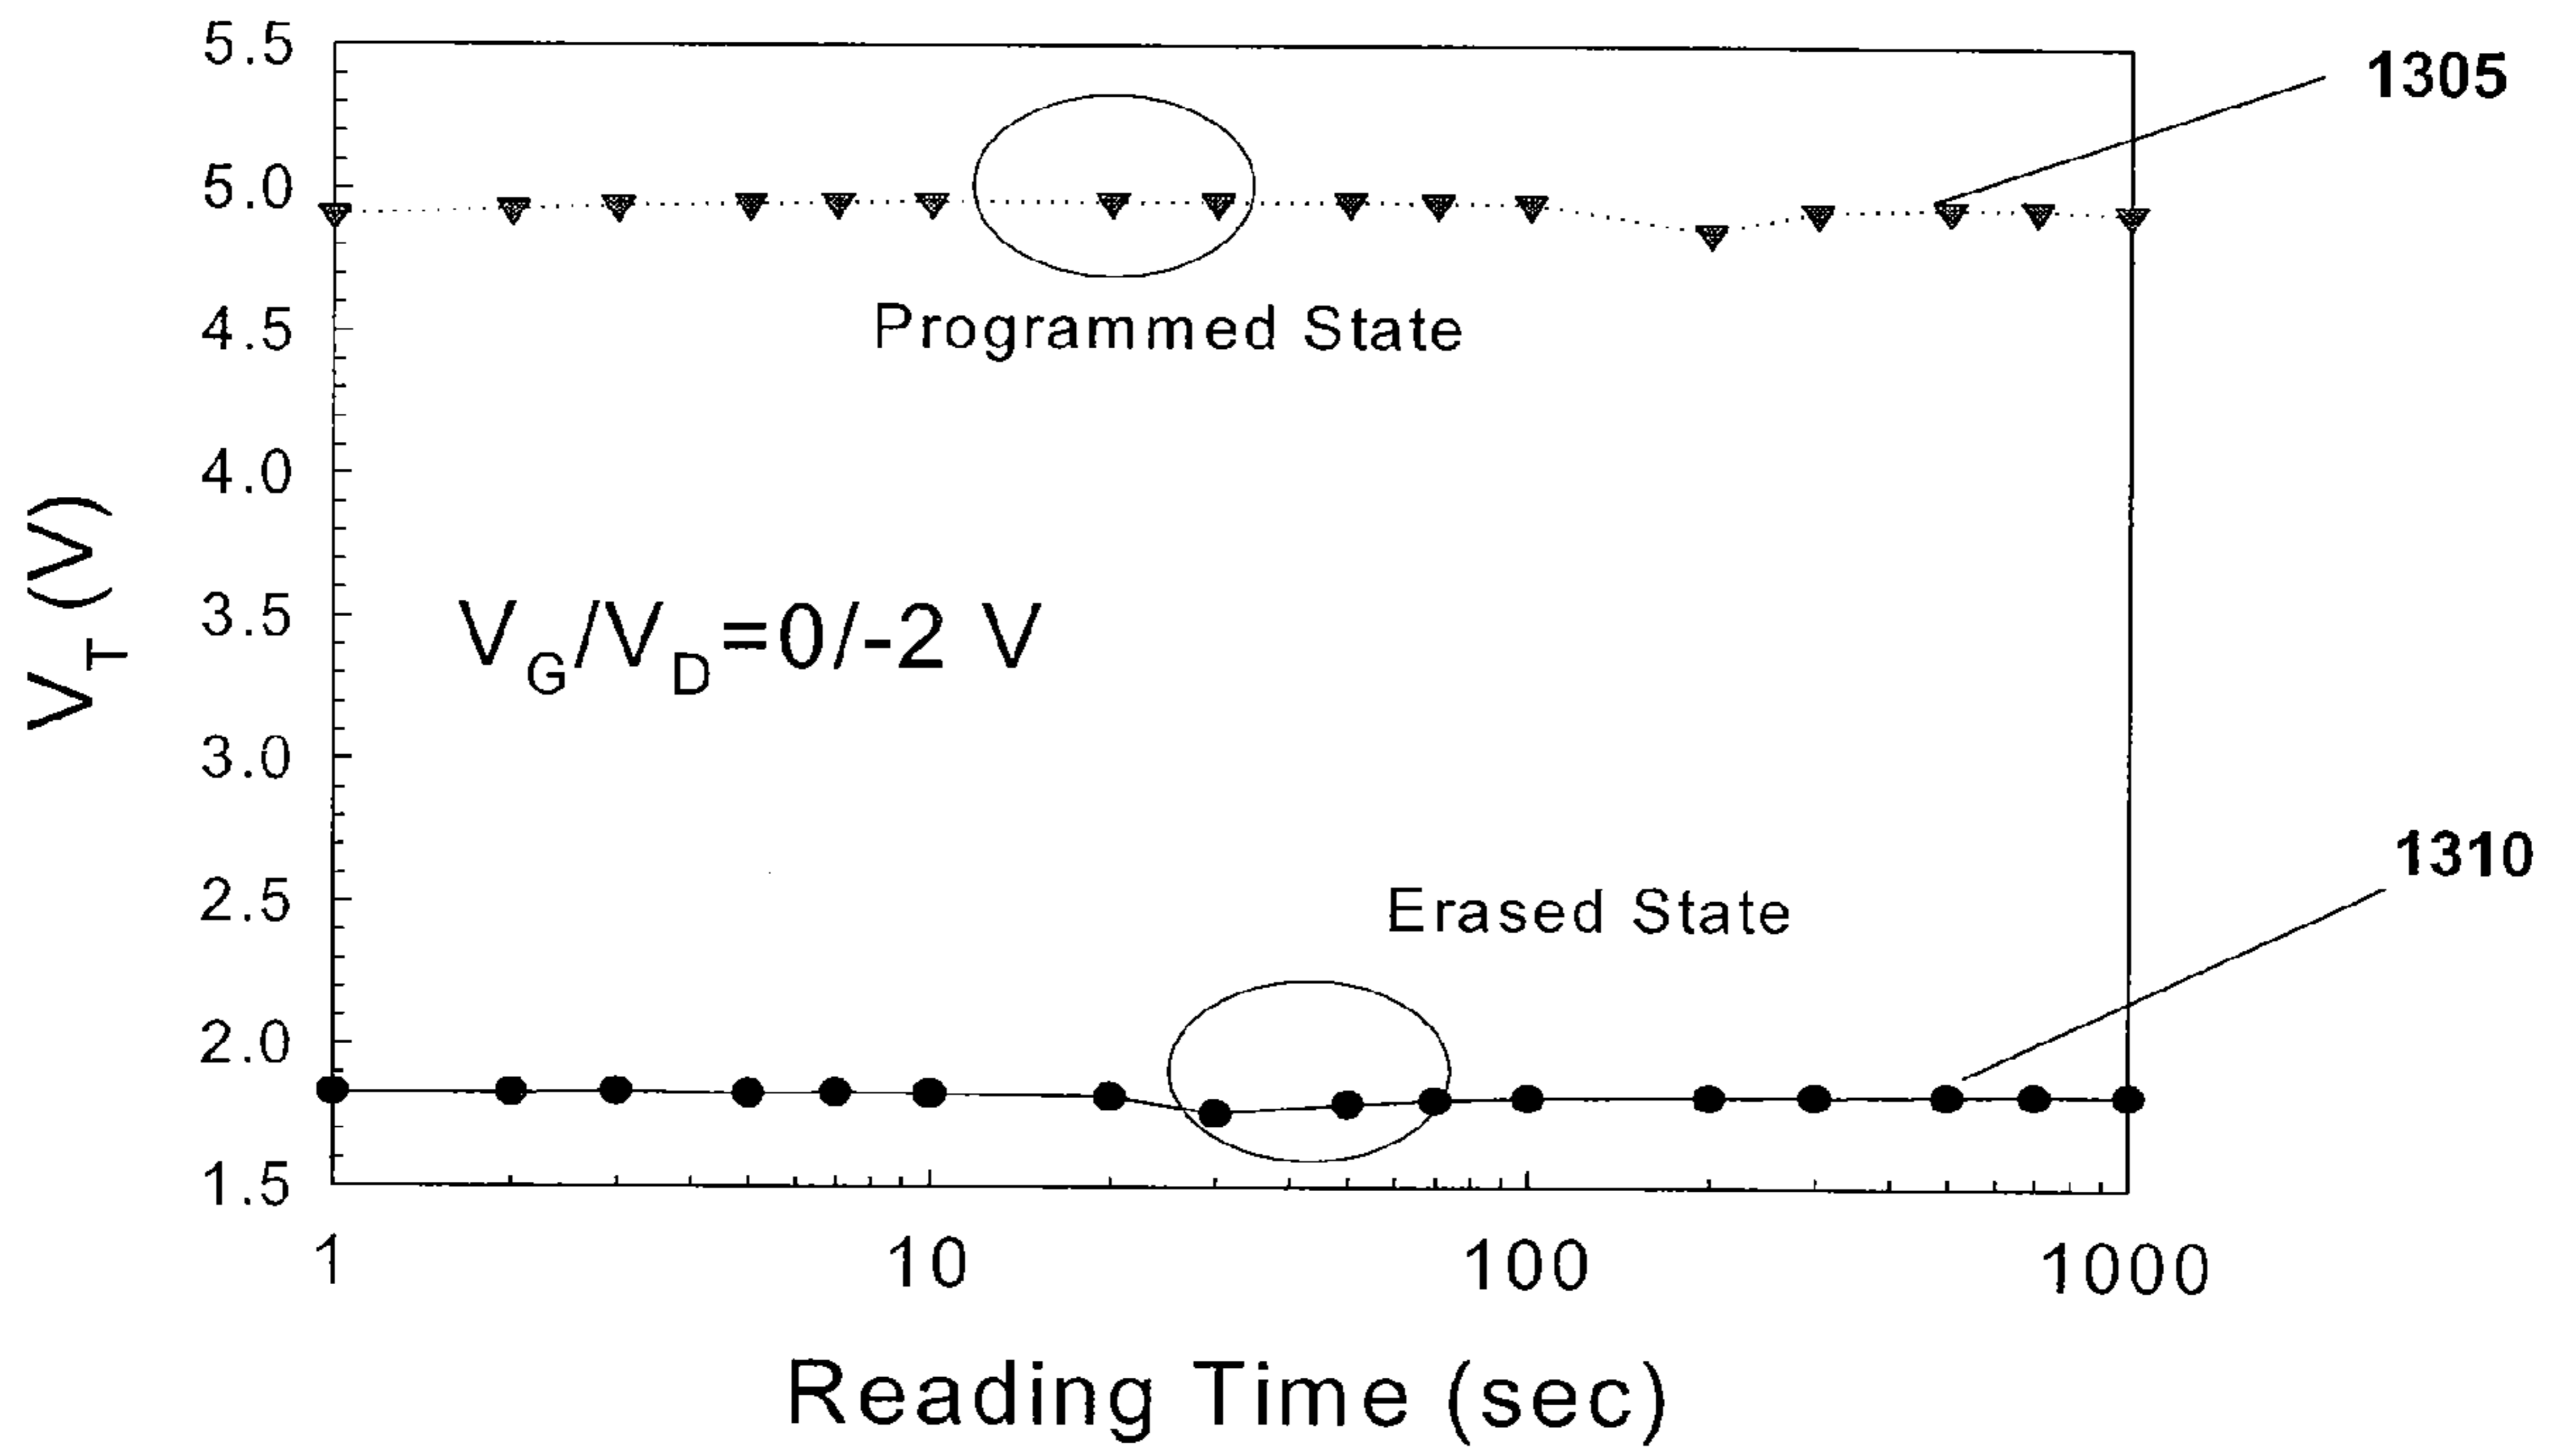 5.5
1305
5.0
4.5
Programmed State
4.0
V_T (V)
3.5
V_G/V_D=0/-2 V
3.0
1310
2.5
Erased State
2.0
1.5
1 10 100 1000
Reading Time (sec)